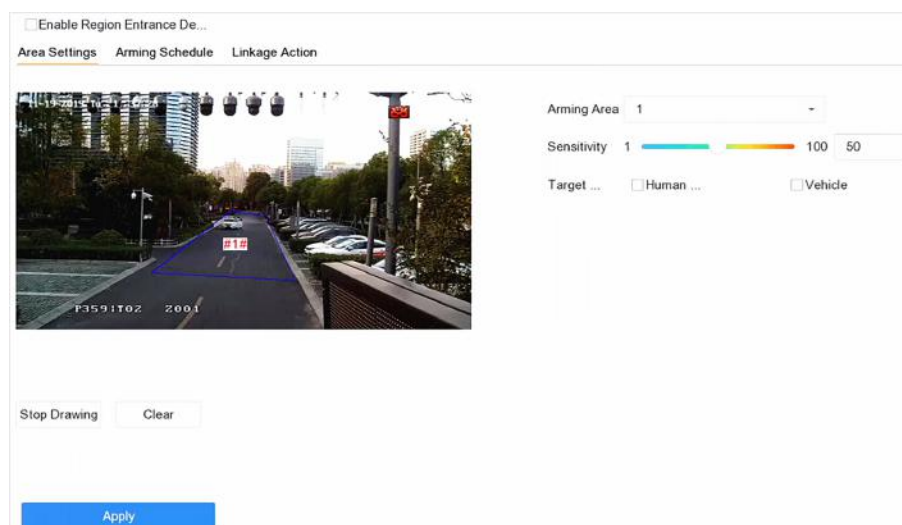 Enable Region Entrance De...
Area Settings Arming Schedule Linkage Action
Arming Area 1
Sensitivity 1 100 50
Target ... Human ... Vehicle
#1#
P3591T02 Z001
Stop Drawing Clear
Apply